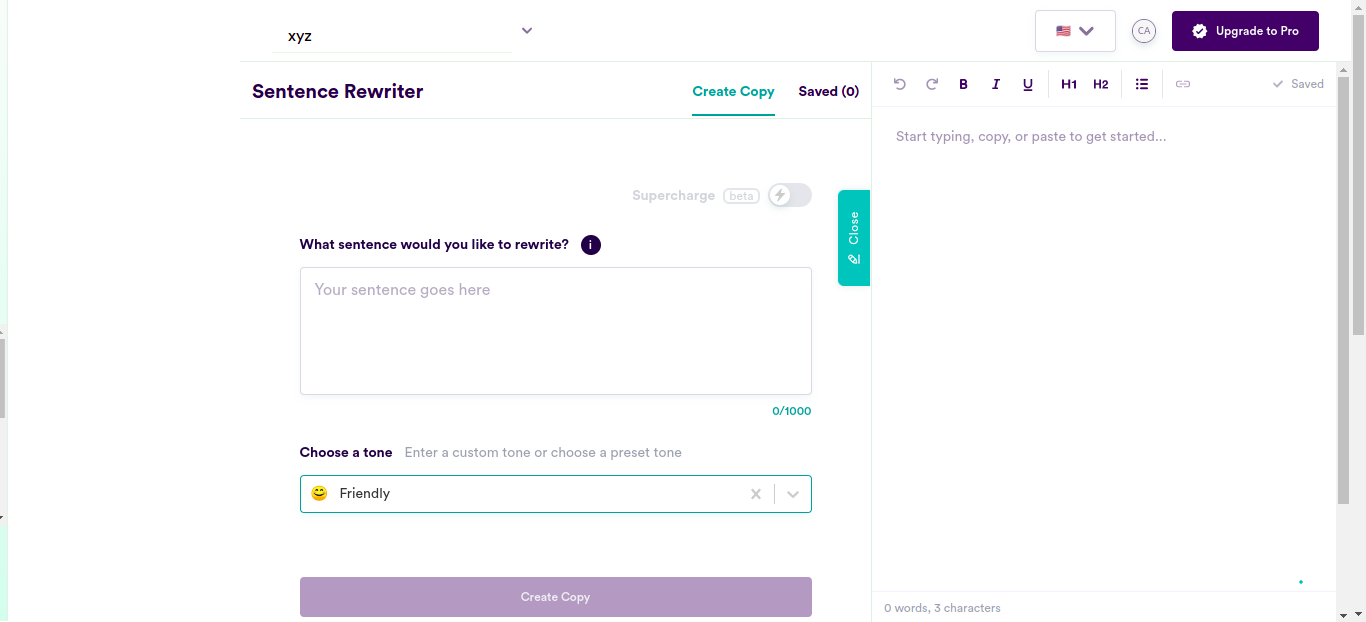 xyz
CA
Upgrade to Pro
Sentence Rewriter
Create Copy
Saved (0)
B I U H1 H2
Saved
Start typing, copy, or paste to get started...
Supercharge beta
Close
What sentence would you like to rewrite? i
Your sentence goes here
0/1000
Choose a tone Enter a custom tone or choose a preset tone
Friendly
Create Copy
0 words, 3 characters